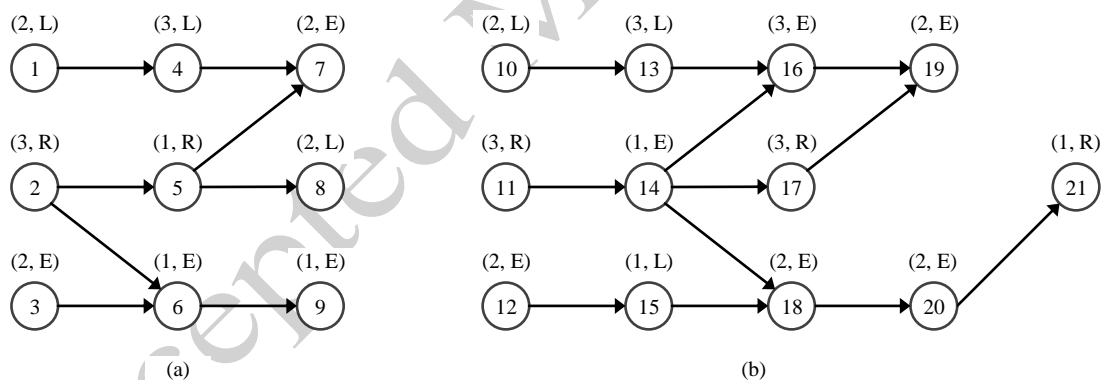 (2, L) (3, L) (2, E) (2, L) (3, L) (3, E) (2, E)
1 4 7 10 13 16 19
(3, R) (1, R) (2, L) (3, R) (1, E) (3, R) (1, R)
2 5 8 11 14 17 21
(2, E) (1, E) (1, E) (2, E) (1, L) (2, E) (2, E)
3 6 9 12 15 18 20
(a) (b)
cepted M